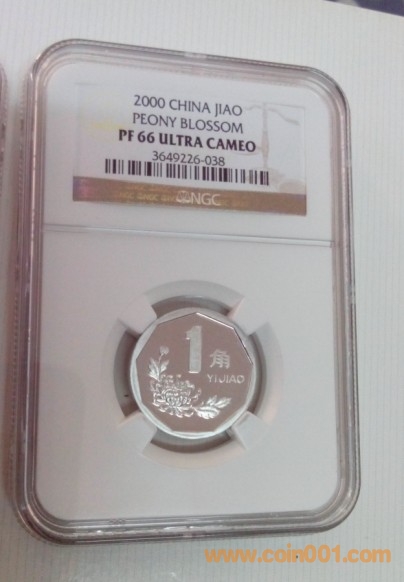 2000 CHINA JIAO
PEONY BLOSSOM
PF 66 ULTRA CAMEO
3649226-038
NGC
1 角
YI JIAO
www.coin001.com